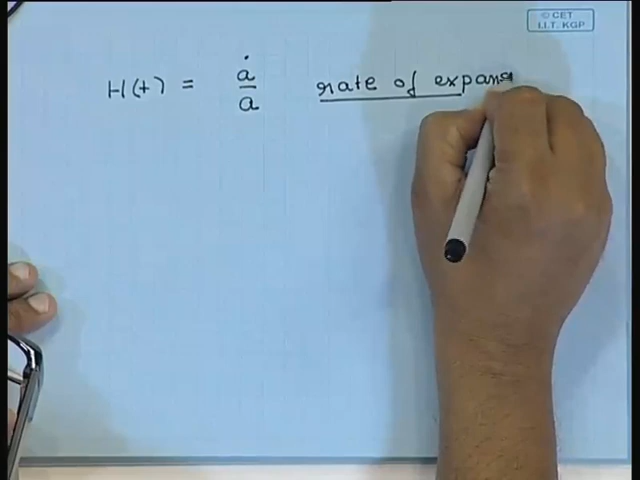 © CET
I.I.T. KGP
H(t) = ȧ/a rate of expans